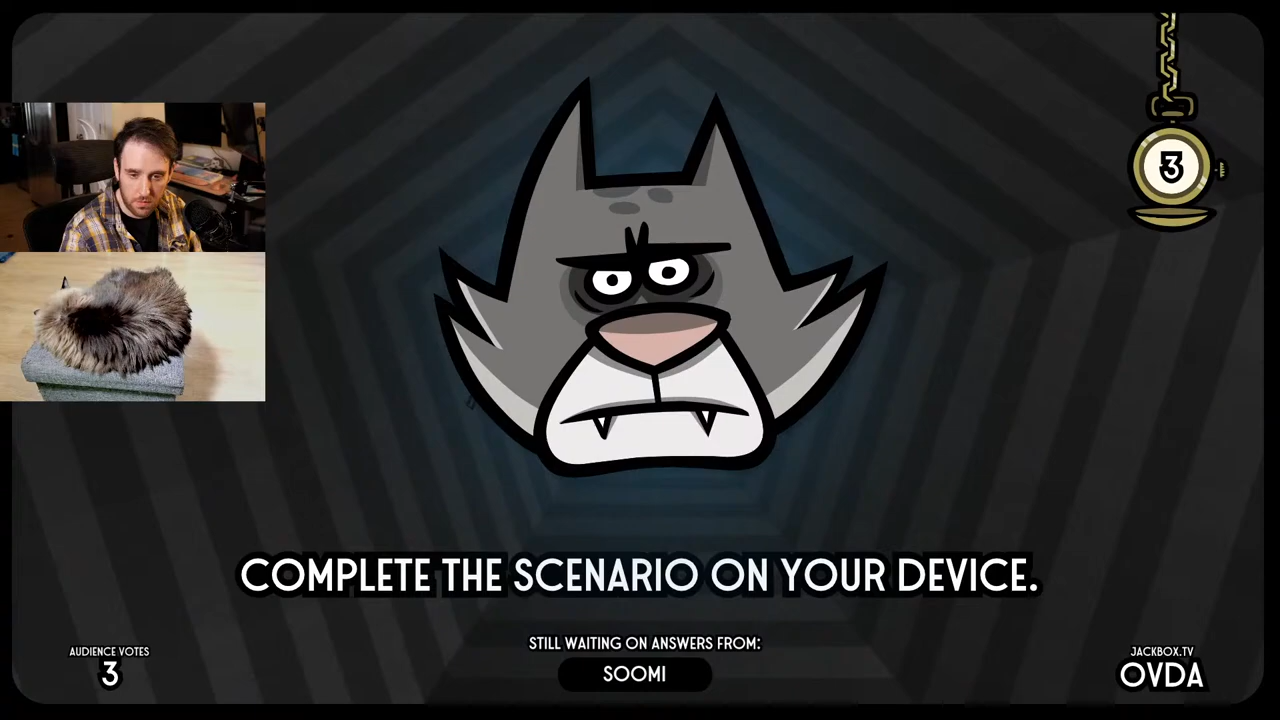 3
COMPLETE THE SCENARIO ON YOUR DEVICE.
STILL WAITING ON ANSWERS FROM:
SOOMI
AUDIENCE VOTES
3
JACKBOX.TV
OVDA